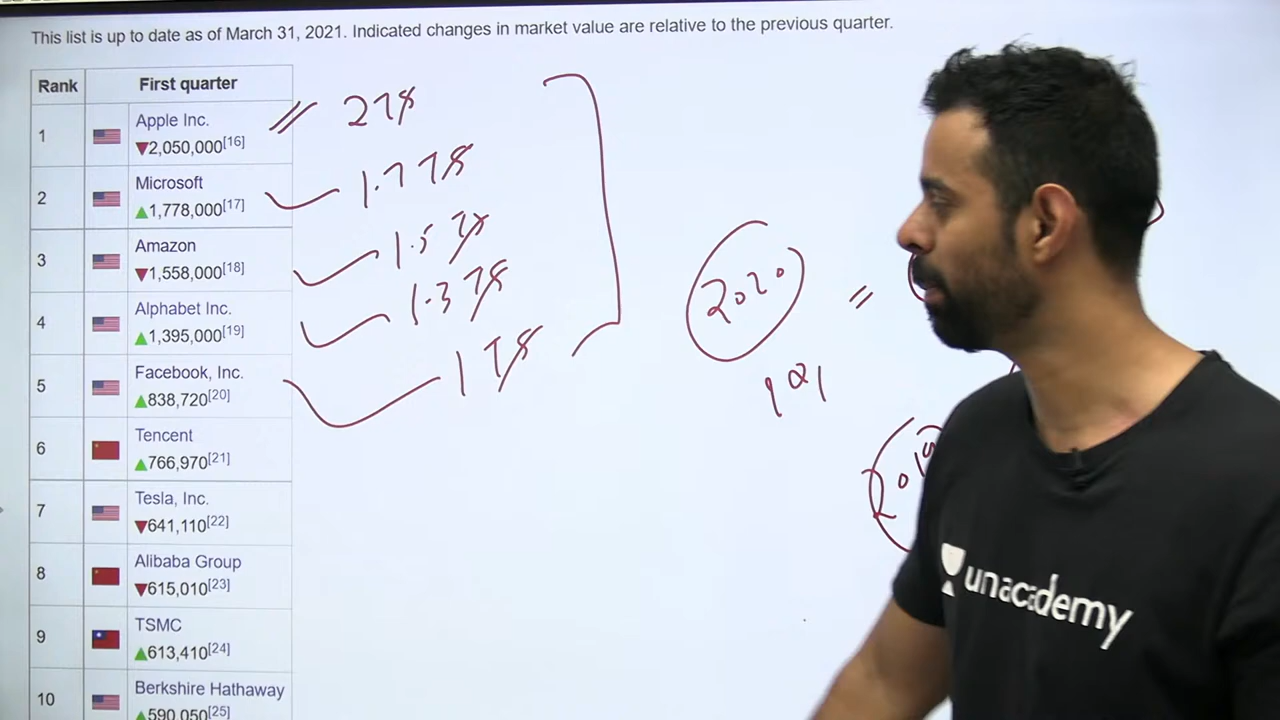 This list is up to date as of March 31, 2021. Indicated changes in market value are relative to the previous quarter.
Rank First quarter
1 Apple Inc.
▼2,050,000[16]
2T$
2 Microsoft
▲1,778,000[17]
1.77T$
3 Amazon
▼1,558,000[18]
1.5T$
4 Alphabet Inc.
▲1,395,000[19]
1.3T$
5 Facebook, Inc.
▲838,720[20]
1T$
6 Tencent
▲766,970[21]
7 Tesla, Inc.
▼641,110[22]
8 Alibaba Group
▼615,010[23]
9 TSMC
▲613,410[24]
10 Berkshire Hathaway
▲590,050[25]
2020 =
2019
unacademy